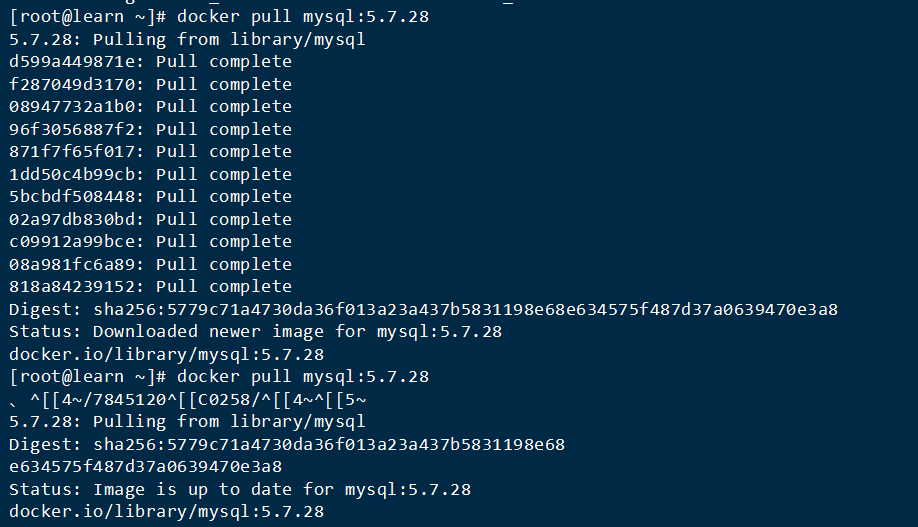 [root@learn ~]# docker pull mysql:5.7.28
5.7.28: Pulling from library/mysql
d599a449871e: Pull complete
f287049d3170: Pull complete
08947732a1b0: Pull complete
96f3056887f2: Pull complete
871f7f65f017: Pull complete
1dd50c4b99cb: Pull complete
5bcbdf508448: Pull complete
02a97db830bd: Pull complete
c09912a99bce: Pull complete
08a981fc6a89: Pull complete
818a84239152: Pull complete
Digest: sha256:5779c71a4730da36f013a23a437b5831198e68e634575f487d37a0639470e3a8
Status: Downloaded newer image for mysql:5.7.28
docker.io/library/mysql:5.7.28
[root@learn ~]# docker pull mysql:5.7.28
、^[[4~/7845120^[[C0258/^[[4~^[[5~
5.7.28: Pulling from library/mysql
Digest: sha256:5779c71a4730da36f013a23a437b5831198e68
e634575f487d37a0639470e3a8
Status: Image is up to date for mysql:5.7.28
docker.io/library/mysql:5.7.28